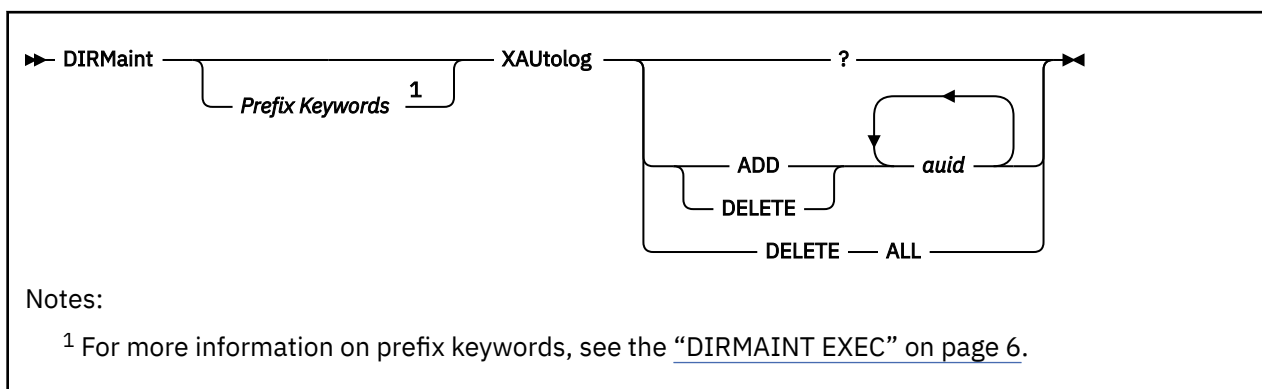 DIRMaint XAUtolog ?
Prefix Keywords 1
ADD auid
DELETE
DELETE ALL
Notes:
1 For more information on prefix keywords, see the “DIRMAINT EXEC” on page 6.